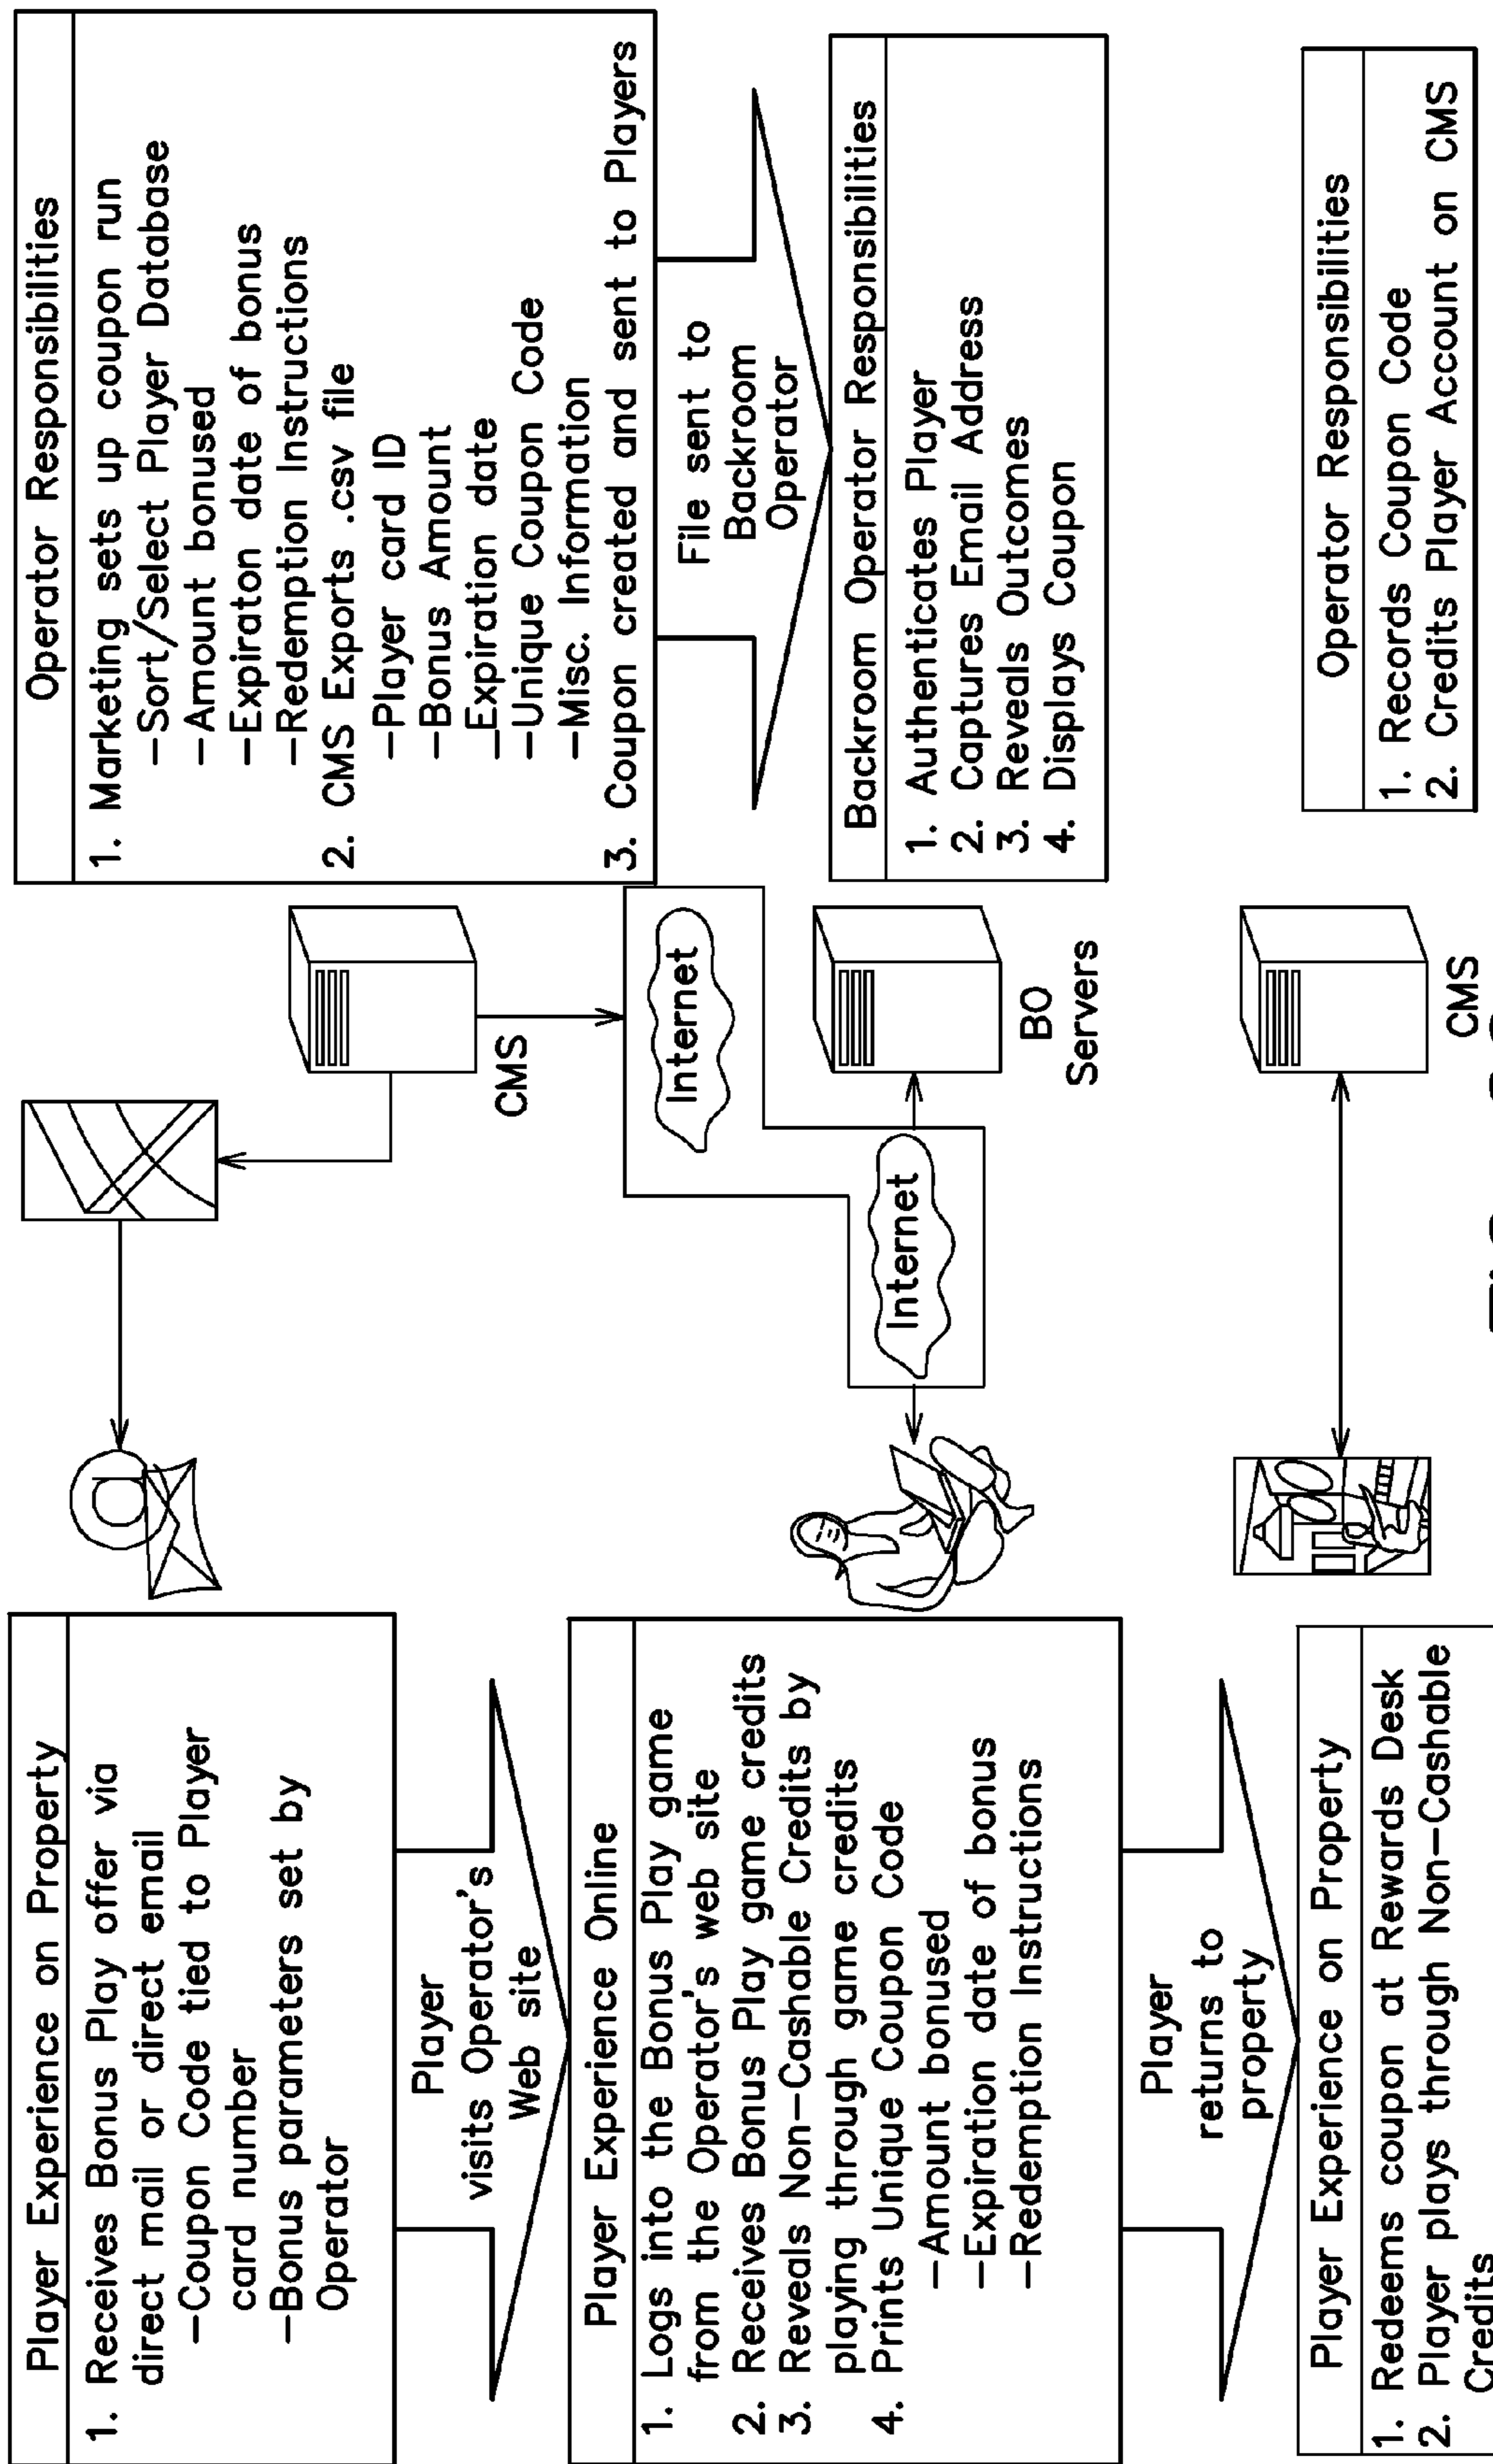 Player Experience on Property
1. Receives Bonus Play offer via
direct mail or direct email
–Coupon Code tied to Player
card number
–Bonus parameters set by
Operator
Player
visits Operator's
Web site
Player Experience Online
1. Logs into the Bonus Play game
from the Operator's web site
2. Receives Bonus Play game credits
3. Reveals Non–Cashable Credits by
playing through game credits
4. Prints Unique Coupon Code
–Amount bonused
–Expiration date of bonus
–Redemption Instructions
Player
returns to
property
Player Experience on Property
1. Redeems coupon at Rewards Desk
2. Player plays through Non–Cashable
Credits
CMS
Internet
Internet
BO
Servers
CMS
Operator Responsibilities
1. Marketing sets up coupon run
–Sort/Select Player Database
–Amount bonused
–Expiraton date of bonus
–Redemption Instructions
2. CMS Exports .csv file
–Player card ID
–Bonus Amount
–Expiration date
–Unique Coupon Code
–Misc. Information
3. Coupon created and sent to Players
File sent to
Backroom
Operator
Backroom Operator Responsibilities
1. Authenticates Player
2. Captures Email Address
3. Reveals Outcomes
4. Displays Coupon
Operator Responsibilities
1. Records Coupon Code
2. Credits Player Account on CMS